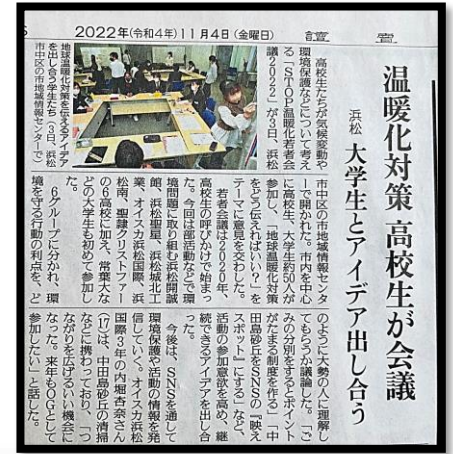 2022年(令和4年)11月4日(金曜日)
讀 賣
温暖化対策 高校生が会議
浜松 大学生とアイデア出し合う
高校生たちが気候変動や
環境保護などについて考え
る「STOP温暖化若者会
議2022」が3日、浜松
市中区の市地域情報センタ
ーで開かれた。市内を中心
に高校生、大学生約50人が
参加し、「地球温暖化対策
をどう伝えればいい?」を
テーマに意見を交わした。
若者会議は2020年、
高校生の呼びかけで始まっ
た。今回は部活動などで環
境問題に取り組む浜松開誠
館、浜松聖星、浜松城北工
業、オイスカ浜松国際、浜
松南、聖隷クリストファー
の6高校に加え、常葉大な
どの大学生も初めて参加し
た。
6グループに分かれ、環
境を守る行動の利点を、ど
のように大勢の人に理解し
てもらうか議論した。「ご
みの分別をするとポイント
がたまる制度を作る」「中
田島砂丘をSNSの『映え
スポット』にする」など、
活動の参加意欲を高め、継
続できるアイデアを出し合
った。
今後は、SNSを通して
環境保護や活動の情報を発
信していく。オイスカ浜松
国際3年の内堀杏奈さん
(17)は、中田島砂丘の清掃
などに携わっており、「つ
ながりを広げるいい機会に
なった。来年もOGとして
参加したい」と話した。
地球温暖化対策を伝えるアイデア
を出し合う学生たち(3日、浜松
市中区の市地域情報センターで)